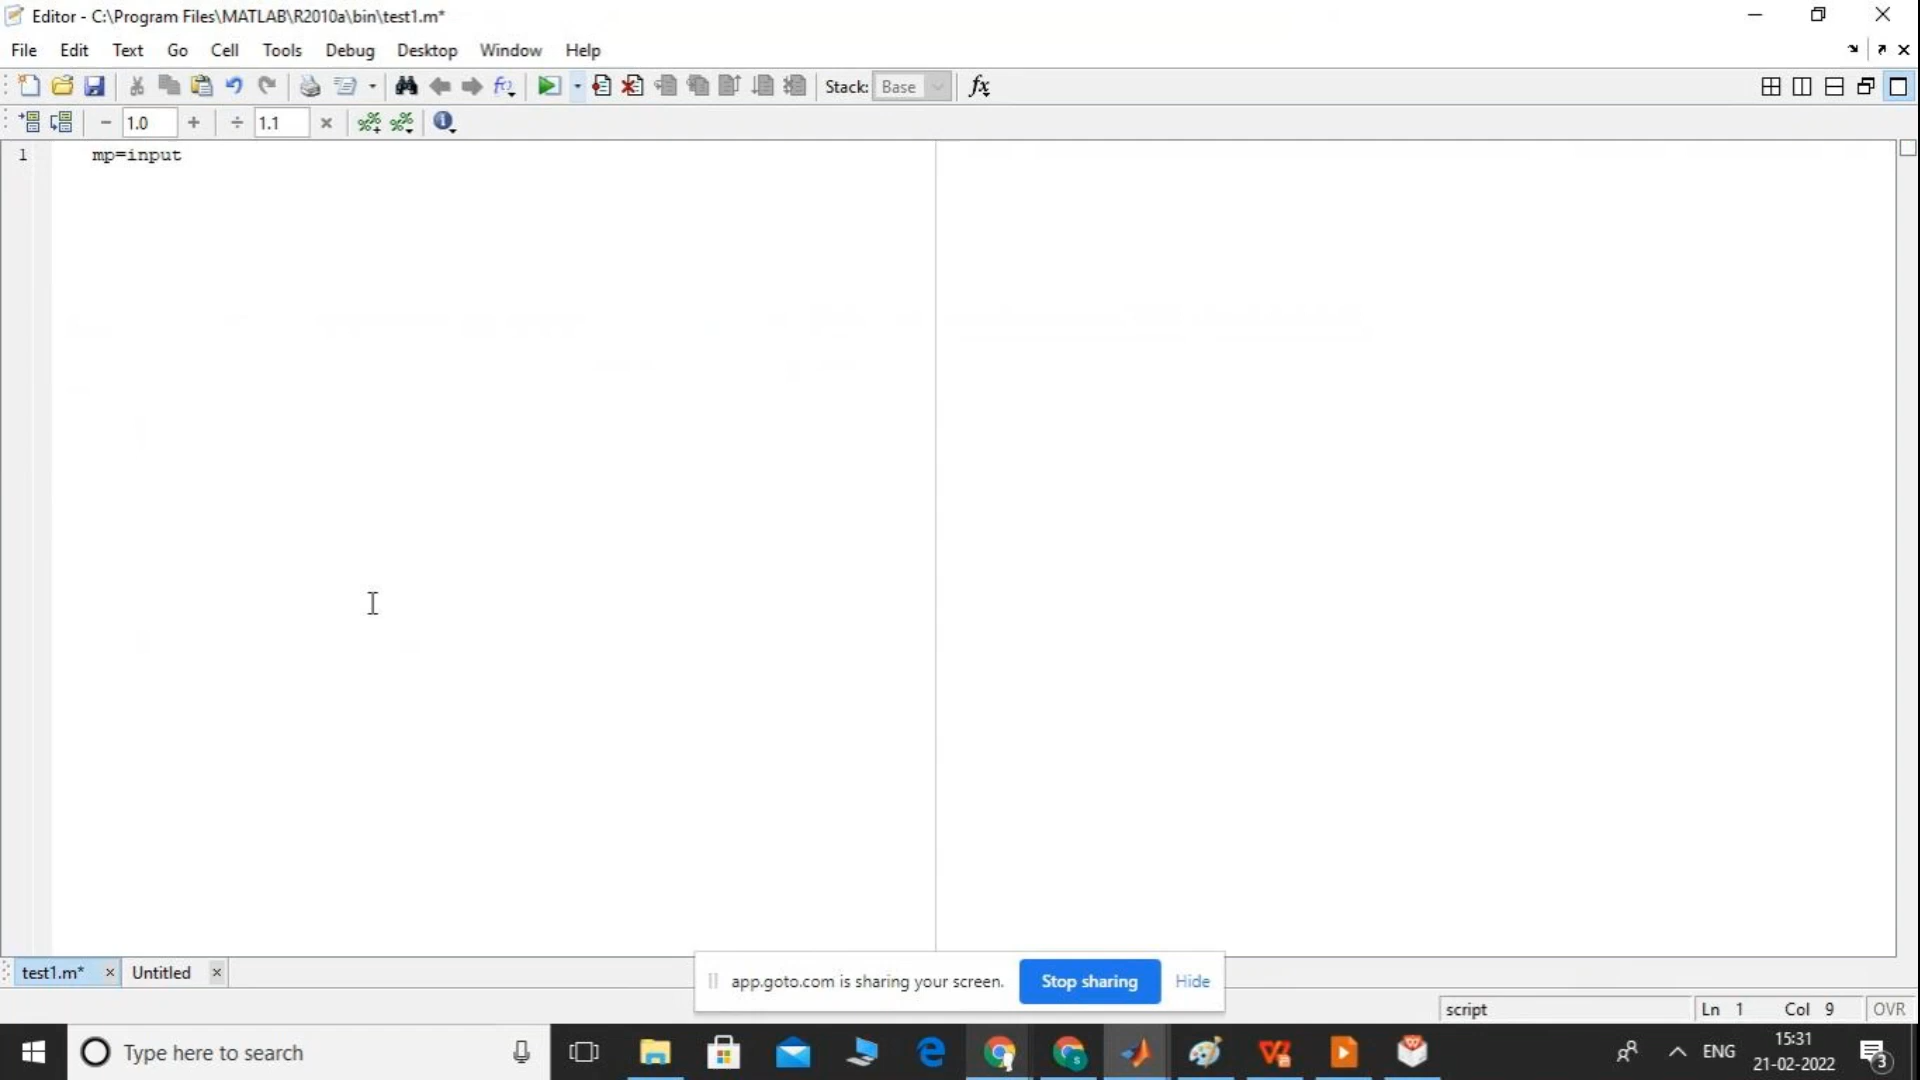 Editor - C:\Program Files\MATLAB\R2010a\bin\test1.m*
File Edit Text Go Cell Tools Debug Desktop Window Help
Stack: Base fx
− 1.0 + ÷ 1.1 ×
1 mp=input
test1.m* × Untitled ×
app.goto.com is sharing your screen. Stop sharing Hide
script Ln 1 Col 9 OVR
Type here to search
ENG 15:31
21-02-2022 3